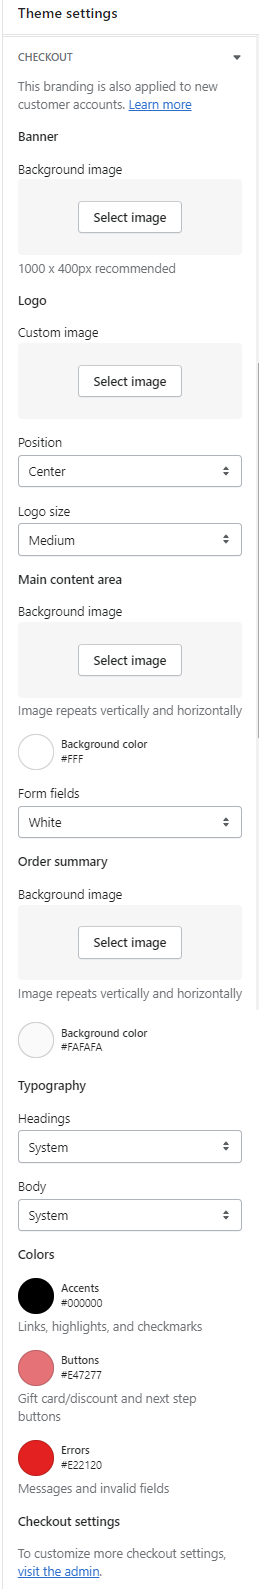 Theme settings
CHECKOUT
This branding is also applied to new
customer accounts. Learn more
Banner
Background image
Select image
1000 x 400px recommended
Logo
Custom image
Select image
Position
Center
Logo size
Medium
Main content area
Background image
Select image
Image repeats vertically and horizontally
Background color
#FFF
Form fields
White
Order summary
Background image
Select image
Image repeats vertically and horizontally
Background color
#FAFAFA
Typography
Headings
System
Body
System
Colors
Accents
#000000
Links, highlights, and checkmarks
Buttons
#E47277
Gift card/discount and next step
buttons
Errors
#E22120
Messages and invalid fields
Checkout settings
To customize more checkout settings,
visit the admin.